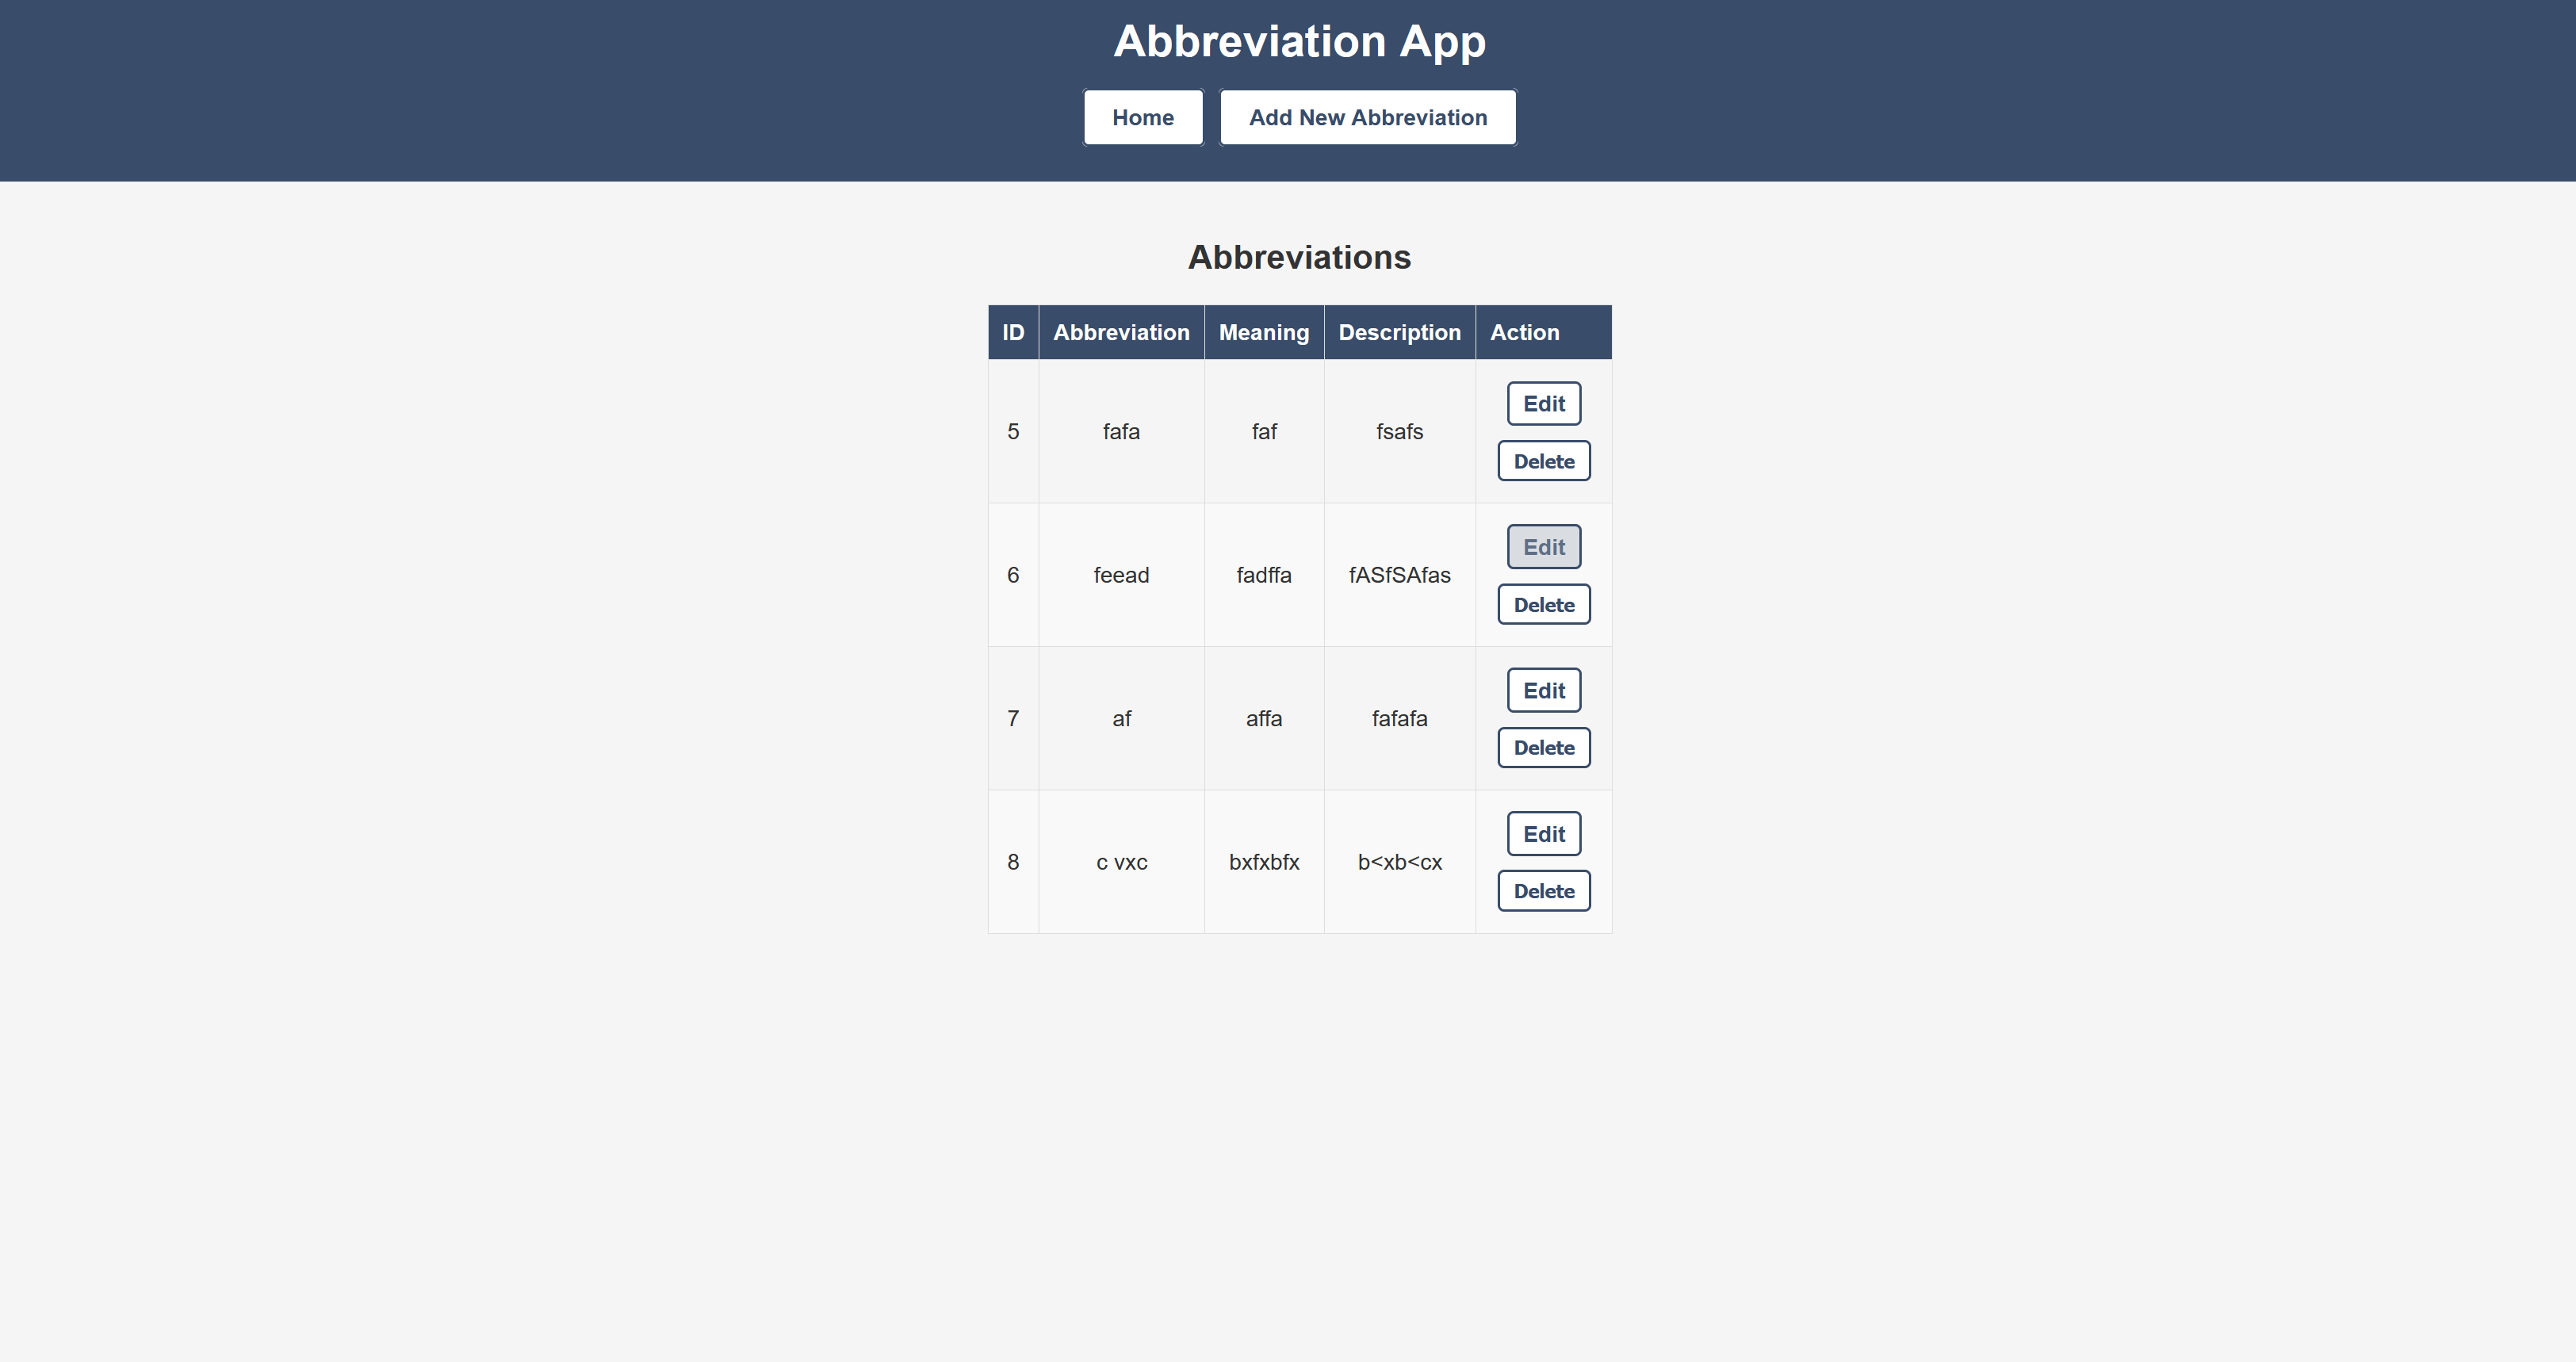 Abbreviation App
Home Add New Abbreviation
Abbreviations
ID Abbreviation Meaning Description Action
5 fafa faf fsafs Edit
Delete
6 feead fadffa fASfSAfas Edit
Delete
7 af affa fafafa Edit
Delete
8 c vxc bxfxbfx b<xb<cx Edit
Delete